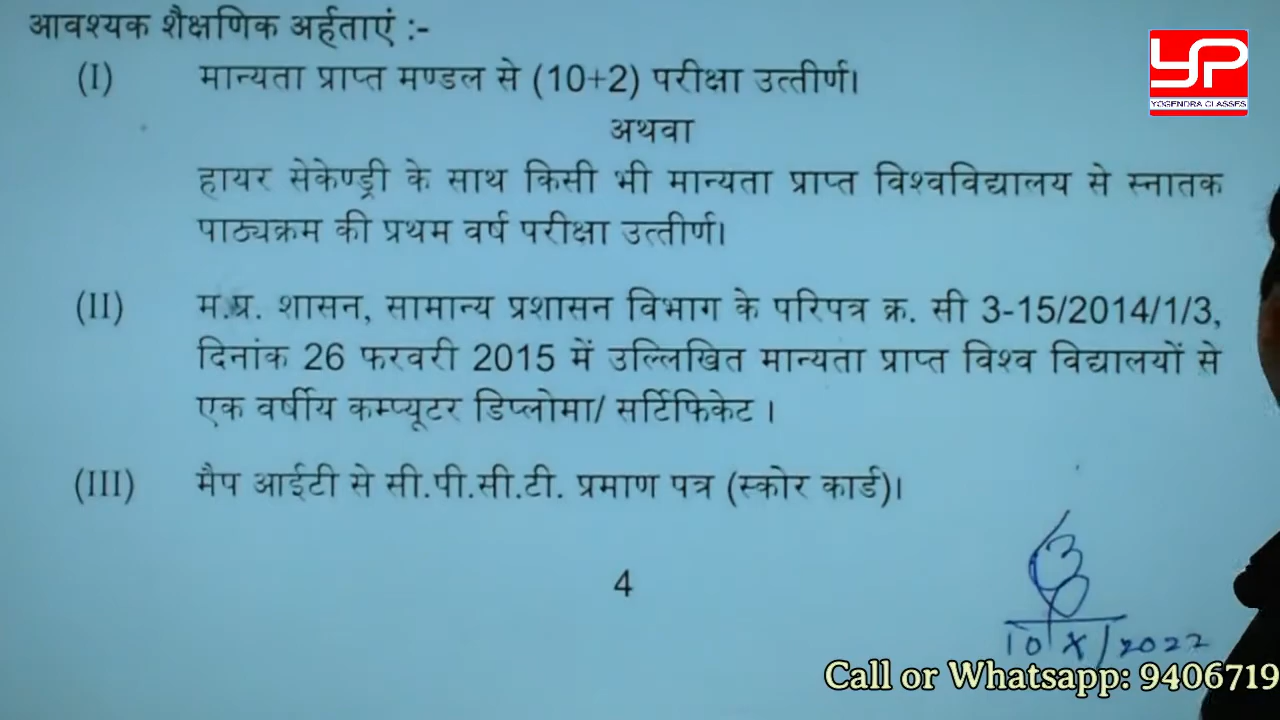 आवश्यक शैक्षणिक अर्हताएं :-
(I) मान्यता प्राप्त मण्डल से (10+2) परीक्षा उत्तीर्ण।
अथवा
हायर सेकेण्ड्री के साथ किसी भी मान्यता प्राप्त विश्वविद्यालय से स्नातक
पाठ्यक्रम की प्रथम वर्ष परीक्षा उत्तीर्ण।
(II) म.प्र. शासन, सामान्य प्रशासन विभाग के परिपत्र क्र. सी 3-15/2014/1/3,
दिनांक 26 फरवरी 2015 में उल्लिखित मान्यता प्राप्त विश्व विद्यालयों से
एक वर्षीय कम्प्यूटर डिप्लोमा/ सर्टिफिकेट ।
(III) मैप आईटी से सी.पी.सी.टी. प्रमाण पत्र (स्कोर कार्ड)।
4
10/X/2022
YP
YOGENDRA CLASSES
Call or Whatsapp: 9406719